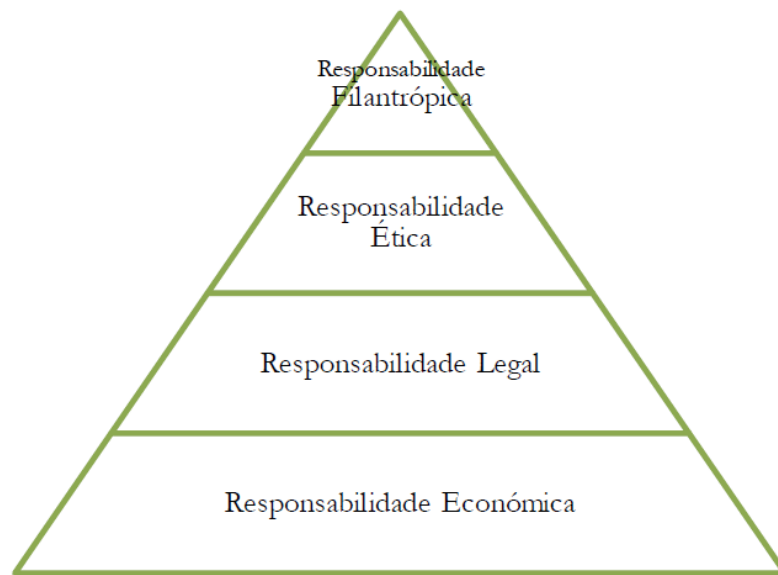 Responsabilidade
Filantrópica
Responsabilidade
Ética
Responsabilidade Legal
Responsabilidade Económica